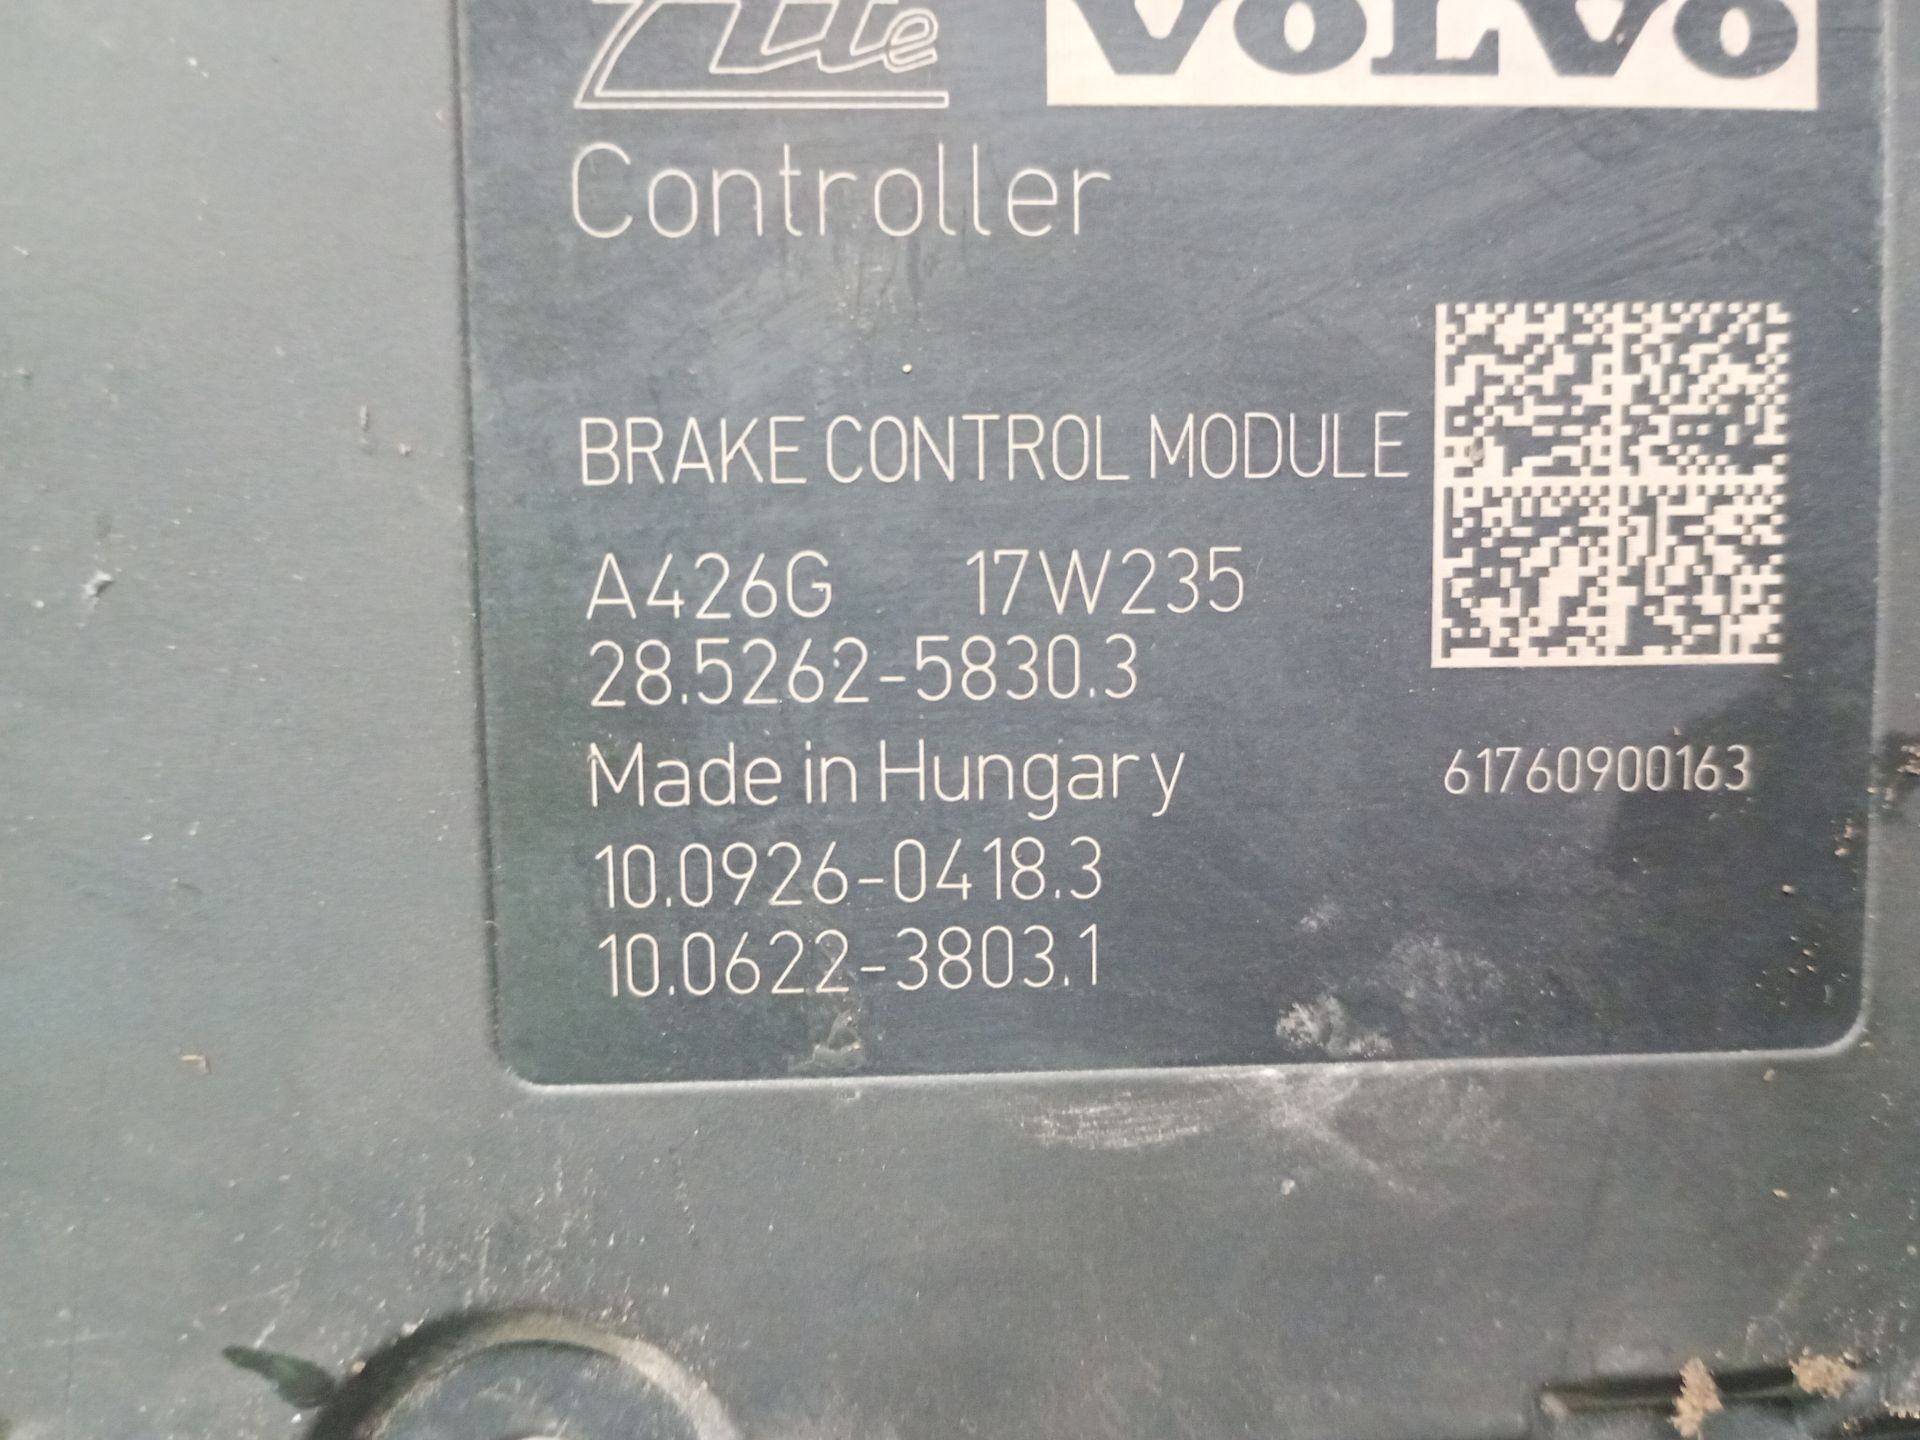 Ate VOLVO
Controller
BRAKE CONTROL MODULE
A426G 17W235
28.5262-5830.3
Made in Hungary 61760900163
10.0926-0418.3
10.0622-3803.1